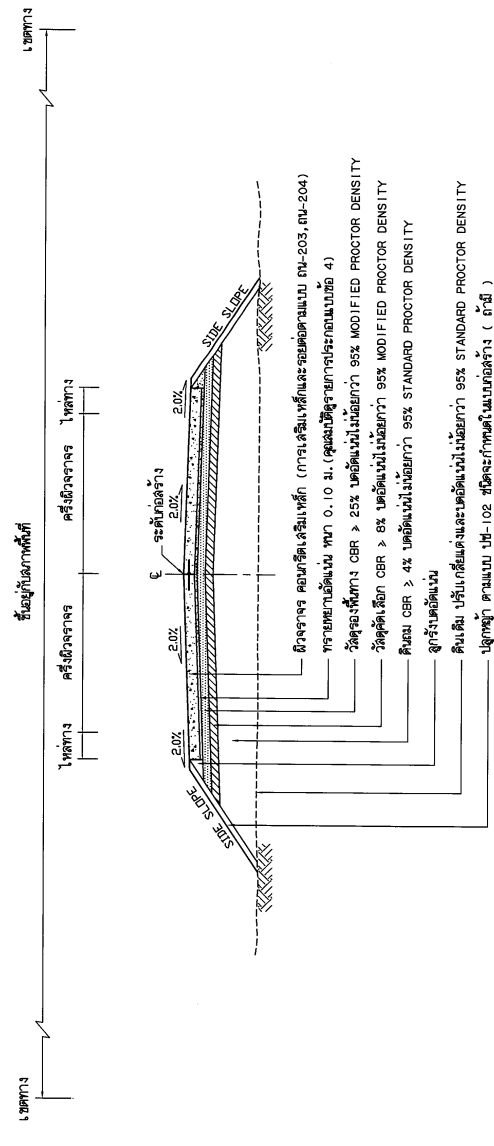 ขึ้นอยู่กับสภาพพื้นที่
เขตทาง
เขตทาง
ไหล่ทาง
ครึ่งผิวจราจร
ครึ่งผิวจราจร
ไหล่ทาง
℄
ระดับก่อสร้าง
2.0%
2.0%
2.0%
2.0%
SIDE SLOPE
SIDE SLOPE
ผิวจราจร คอนกรีตเสริมเหล็ก (การเสริมเหล็กและรอยต่อตามแบบ ถน-203,ถน-204)
ทรายหยาบอัดแน่น หนา 0.10 ม.(คุณสมบัติดูรายการประกอบแบบข้อ 4)
วัสดุรองพื้นทาง CBR ≥ 25% บดอัดแน่นไม่น้อยกว่า 95% MODIFIED PROCTOR DENSITY
วัสดุคัดเลือก CBR ≥ 8% บดอัดแน่นไม่น้อยกว่า 95% MODIFIED PROCTOR DENSITY
ดินถม CBR ≥ 4% บดอัดแน่นไม่น้อยกว่า 95% STANDARD PROCTOR DENSITY
ลูกรังบดอัดแน่น
ดินเดิม ปรับเกลี่ยแต่งและบดอัดแน่นไม่น้อยกว่า 95% STANDARD PROCTOR DENSITY
ปลูกหญ้า ตามแบบ ปช-102 ชนิดจะกำหนดในแบบก่อสร้าง ( ถ้ามี )